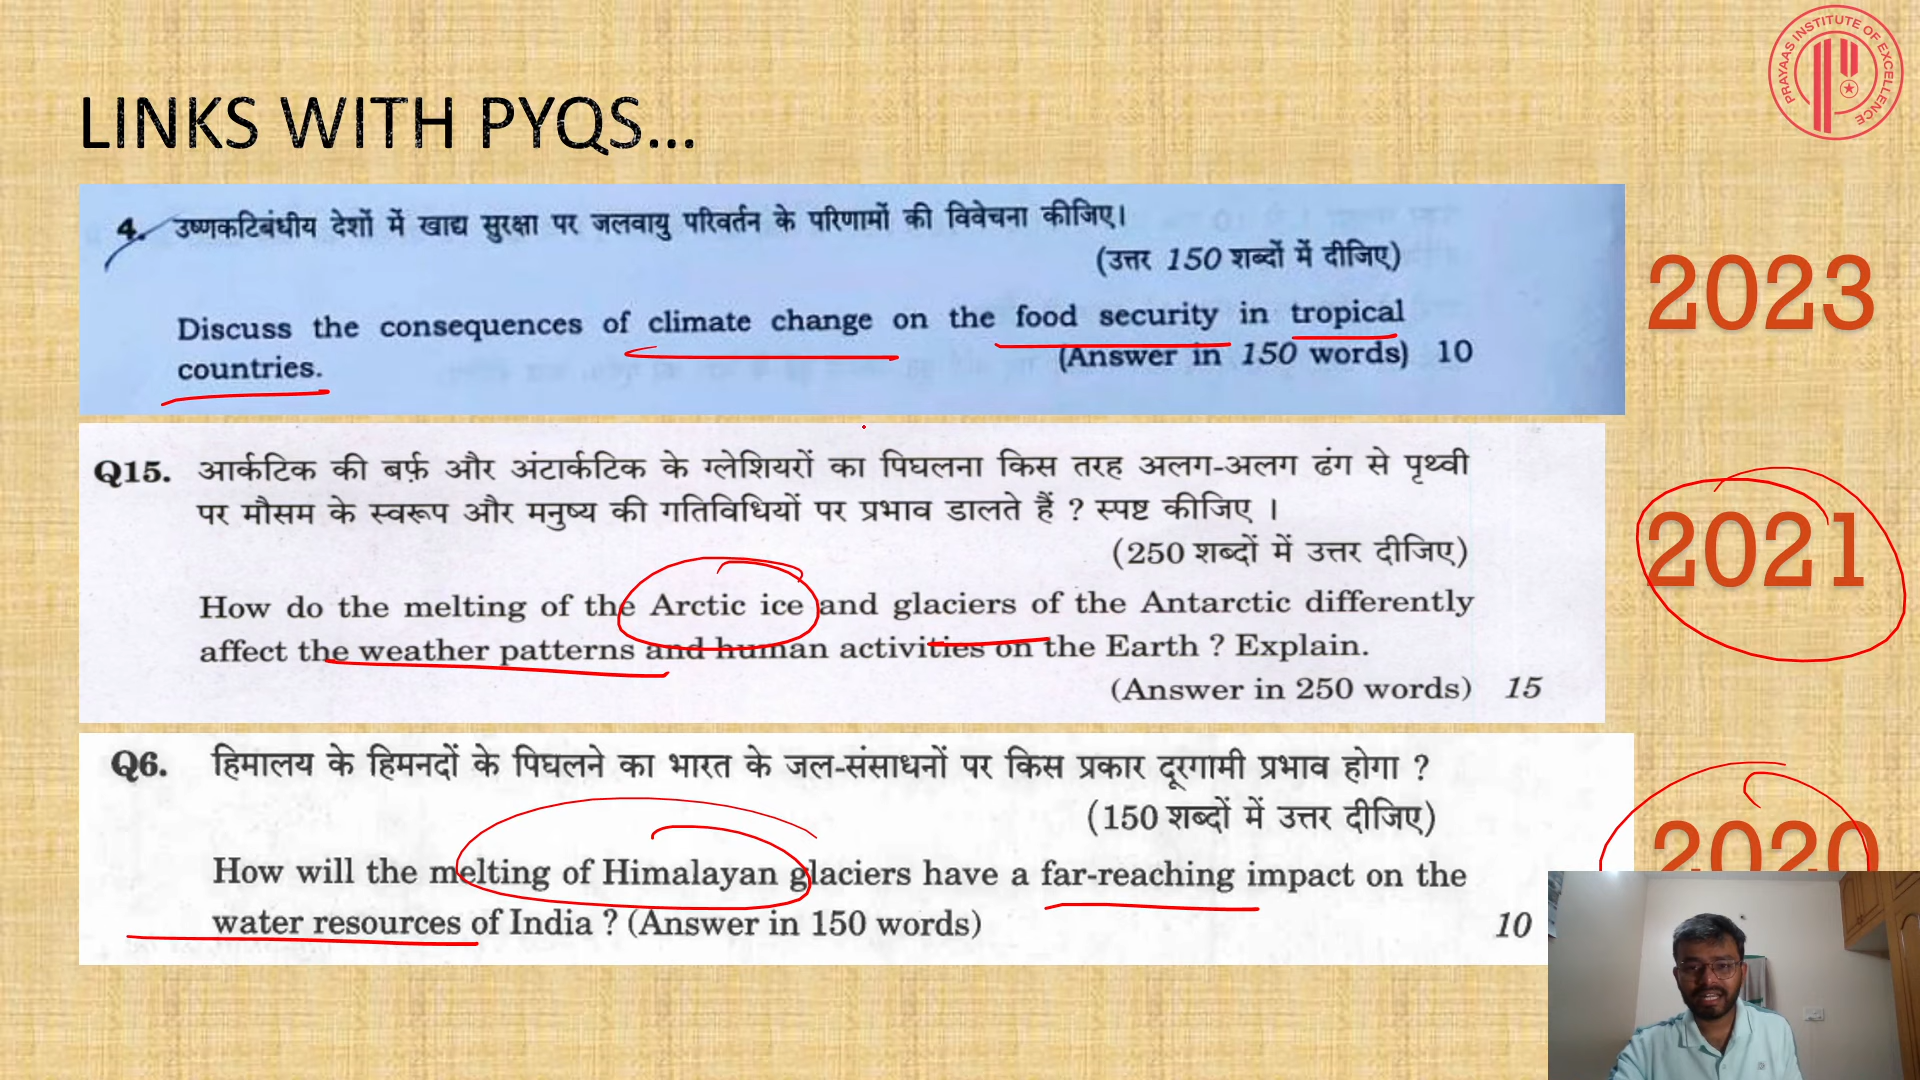 PRAYAAS INSTITUTE OF EXCELLENCE
LINKS WITH PYQS...
4. उष्णकटिबंधीय देशों में खाद्य सुरक्षा पर जलवायु परिवर्तन के परिणामों की विवेचना कीजिए।
(उत्तर 150 शब्दों में दीजिए)
Discuss the consequences of climate change on the food security in tropical
countries. (Answer in 150 words) 10
2023
Q15. आर्कटिक की बर्फ़ और अंटार्कटिक के ग्लेशियरों का पिघलना किस तरह अलग-अलग ढंग से पृथ्वी
पर मौसम के स्वरूप और मनुष्य की गतिविधियों पर प्रभाव डालते हैं ? स्पष्ट कीजिए ।
(250 शब्दों में उत्तर दीजिए)
How do the melting of the Arctic ice and glaciers of the Antarctic differently
affect the weather patterns and human activities on the Earth ? Explain.
(Answer in 250 words) 15
2021
Q6. हिमालय के हिमनदों के पिघलने का भारत के जल-संसाधनों पर किस प्रकार दूरगामी प्रभाव होगा ?
(150 शब्दों में उत्तर दीजिए)
How will the melting of Himalayan glaciers have a far-reaching impact on the
water resources of India ? (Answer in 150 words) 10
2020